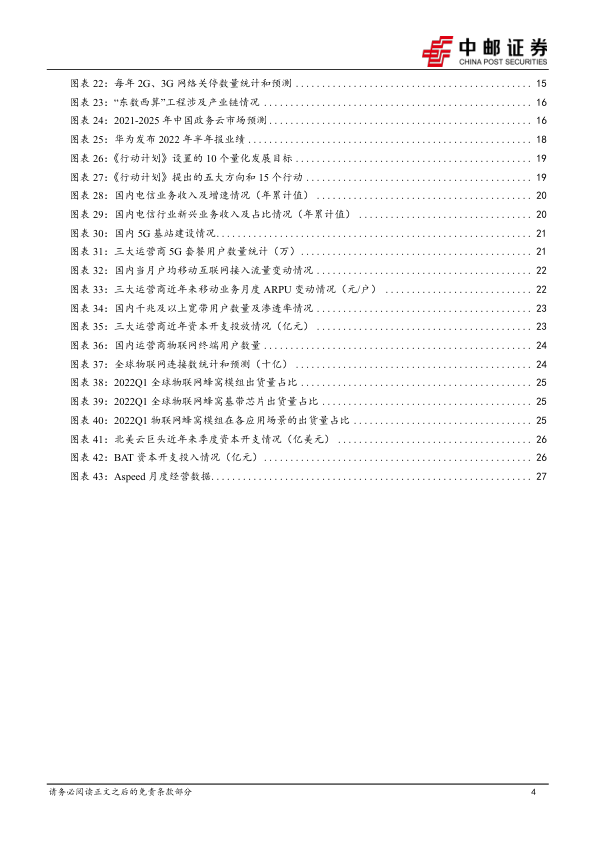 中邮证券
CHINA POST SECURITIES
图表 22：每年 2G、3G 网络关停数量统计和预测 ............................................ 15
图表 23：“东数西算”工程涉及产业链情况 .................................................. 16
图表 24：2021-2025 年中国政务云市场预测 ................................................. 16
图表 25：华为发布 2022 年半年报业绩 ..................................................... 18
图表 26：《行动计划》设置的 10 个量化发展目标 ............................................ 19
图表 27：《行动计划》提出的五大方向和 15 个行动 .......................................... 19
图表 28：国内电信业务收入及增速情况（年累计值） ......................................... 20
图表 29：国内电信行业新兴业务收入及占比情况（年累计值） ................................. 20
图表 30：国内 5G 基站建设情况........................................................... 21
图表 31：三大运营商 5G 套餐用户数量统计（万）............................................ 21
图表 32：国内当月户均移动互联网接入流量变动情况 ......................................... 22
图表 33：三大运营商近年来移动业务月度 ARPU 变动情况（元/户） ............................ 22
图表 34：国内千兆及以上宽带用户数量及渗透率情况 ......................................... 23
图表 35：三大运营商近年资本开支投放情况（亿元） ......................................... 23
图表 36：国内运营商物联网终端用户数量 .................................................. 24
图表 37：全球物联网连接数统计和预测（十亿） ............................................. 24
图表 38：2022Q1 全球物联网蜂窝模组出货量占比 ............................................ 25
图表 39：2022Q1 全球物联网蜂窝基带芯片出货量占比 ........................................ 25
图表 40：2022Q1 物联网蜂窝模组在各应用场景的出货量占比 .................................. 25
图表 41：北美云巨头近年来季度资本开支情况（亿美元） ..................................... 26
图表 42：BAT 资本开支投入情况（亿元）................................................... 26
图表 43：Aspeed 月度经营数据............................................................ 27
请务必阅读正文之后的免责条款部分 4